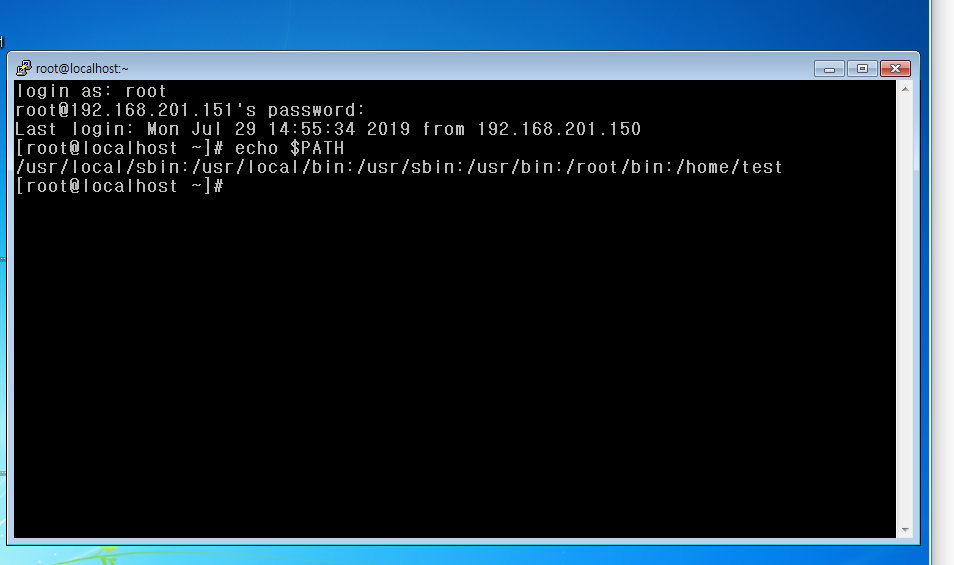 root@localhost:~
login as: root
root@192.168.201.151's password:
Last login: Mon Jul 29 14:55:34 2019 from 192.168.201.150
[root@localhost ~]# echo $PATH
/usr/local/sbin:/usr/local/bin:/usr/sbin:/usr/bin:/root/bin:/home/test
[root@localhost ~]#